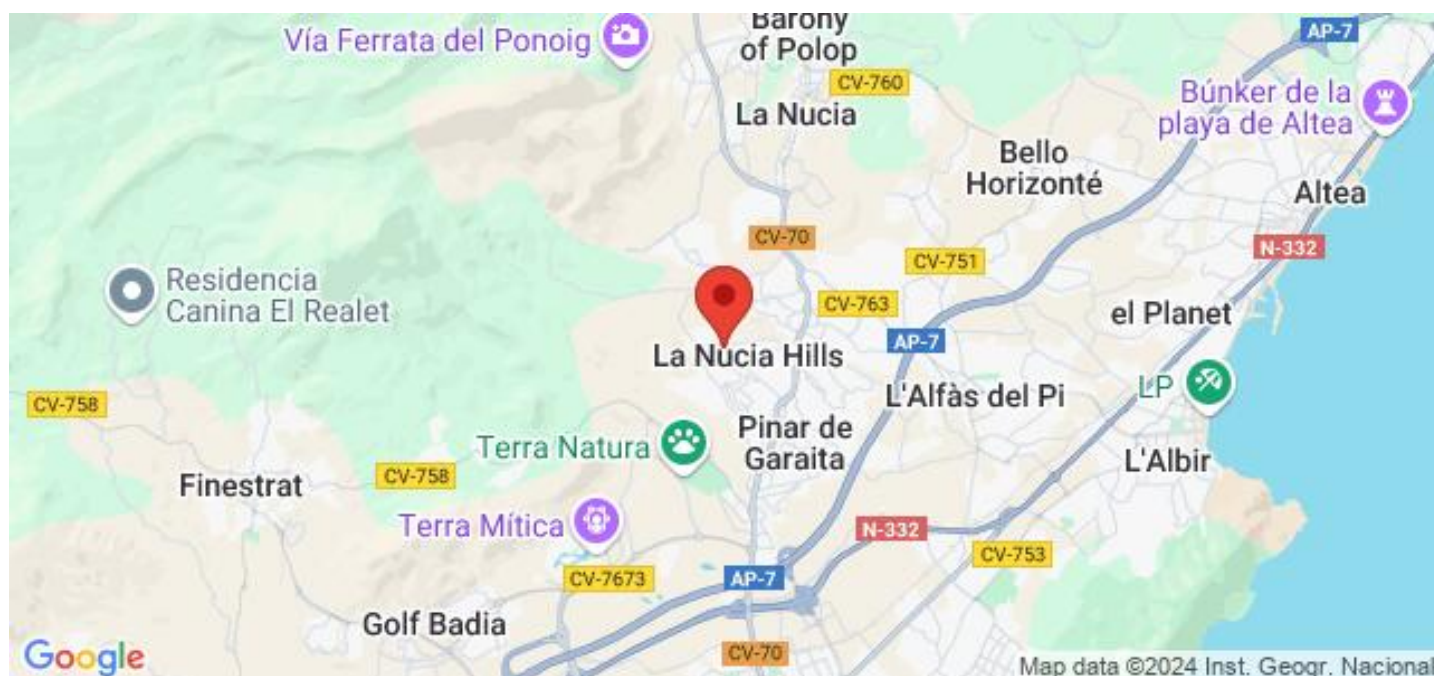 Barony
of Polop
AP-7
Vía Ferrata del Ponoig
CV-760
Búnker de la
playa de Altea
La Nucia
Bello
Horizonté
Altea
CV-70
N-332
CV-751
Residencia
Canina El Realet
CV-763
el Planet
AP-7
La Nucia Hills
LP
L'Alfàs del Pi
CV-758
Pinar de
Garaita
Terra Natura
L'Albir
CV-758
Finestrat
Terra Mítica
N-332
CV-753
CV-7673
AP-7
Golf Badia
CV-70
Google
Map data ©2024 Inst. Geogr. Nacional